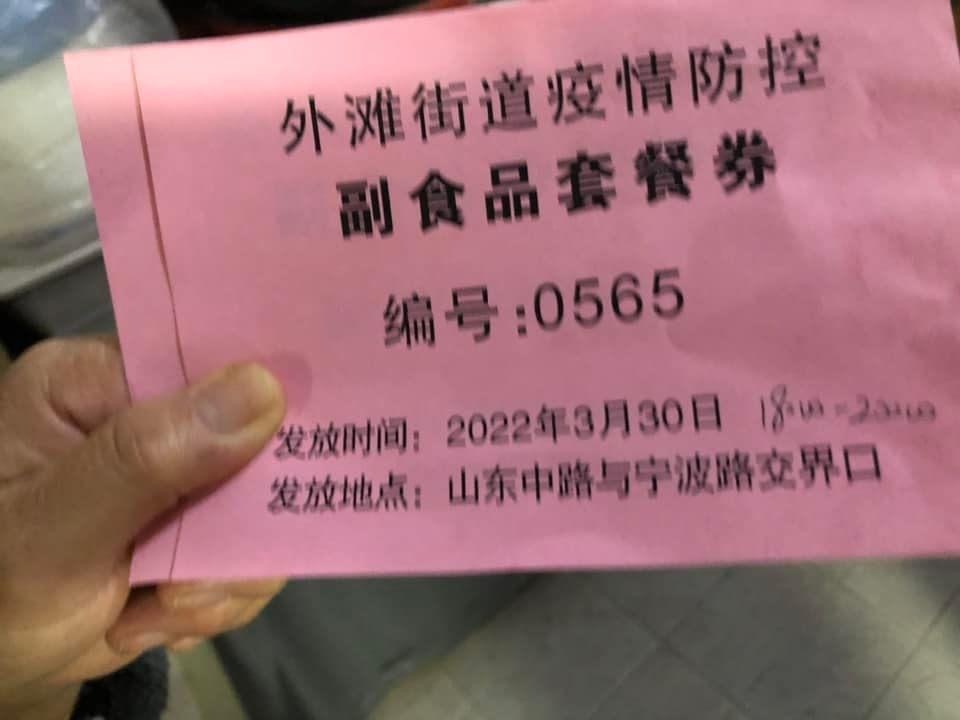 外滩街道疫情防控
副食品套餐券
编号:0565
发放时间：2022年3月30日 18:00-20:00
发放地点：山东中路与宁波路交界口